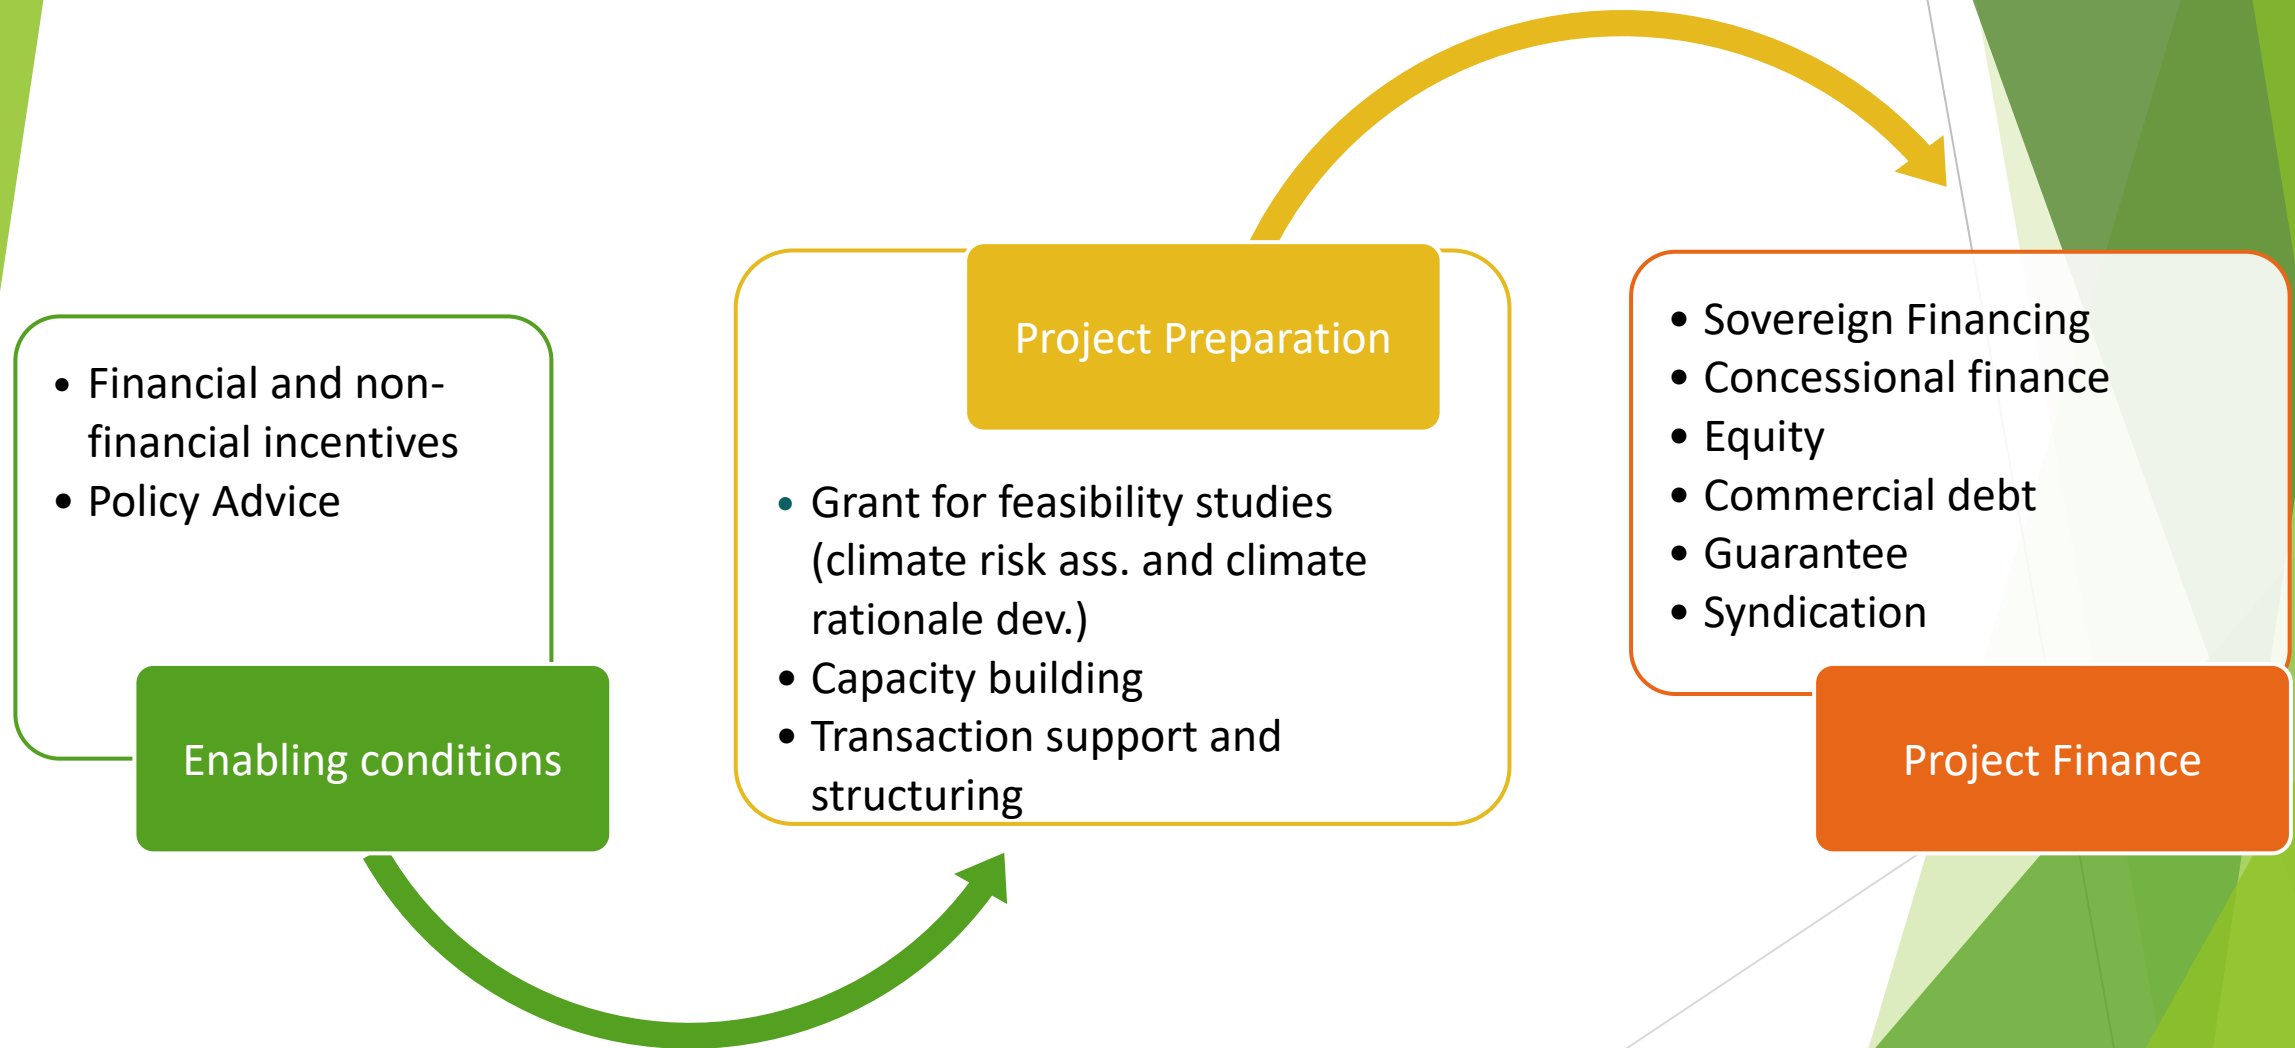 • Financial and non-
financial incentives
• Policy Advice
Enabling conditions
Project Preparation
• Grant for feasibility studies
(climate risk ass. and climate
rationale dev.)
• Capacity building
• Transaction support and
structuring
• Sovereign Financing
• Concessional finance
• Equity
• Commercial debt
• Guarantee
• Syndication
Project Finance